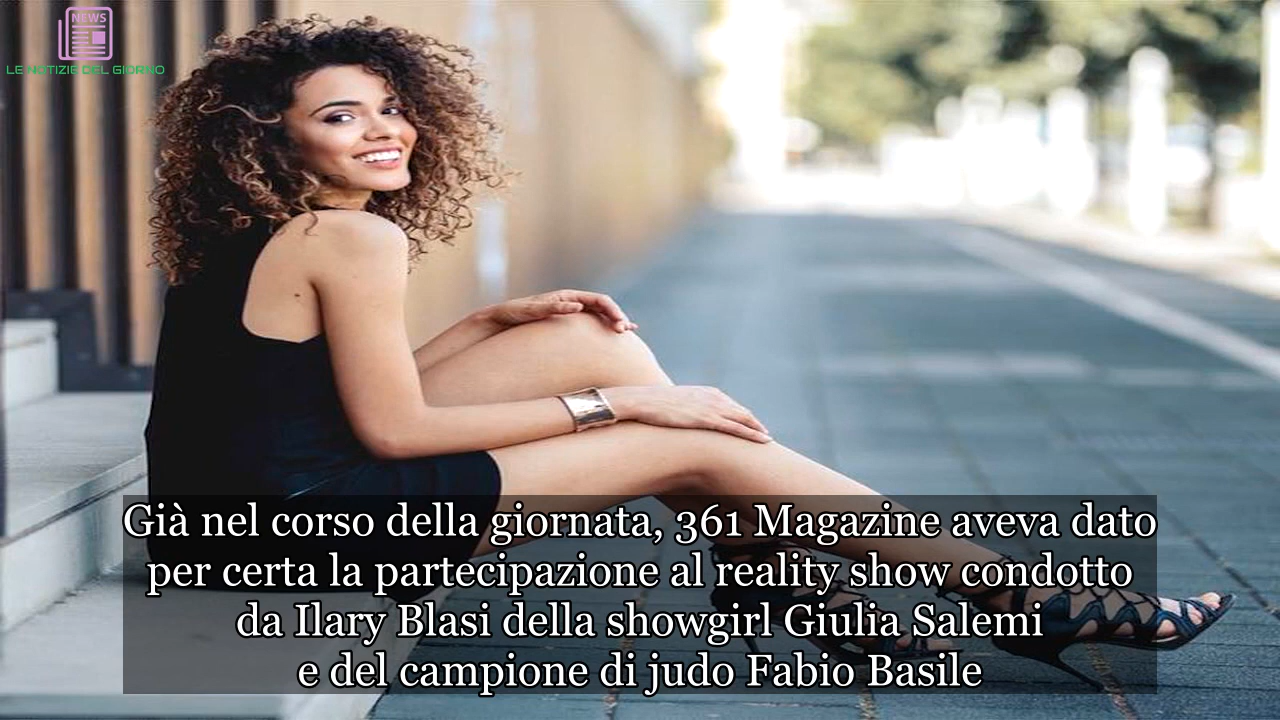 NEWS
LE NOTIZIE DEL GIORNO
Già nel corso della giornata, 361 Magazine aveva dato
per certa la partecipazione al reality show condotto
da Ilary Blasi della showgirl Giulia Salemi
e del campione di judo Fabio Basile